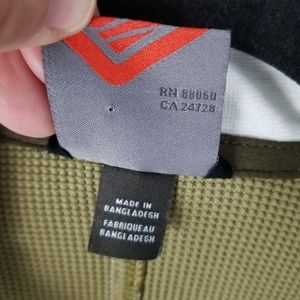 RN 88060
CA 24728
MADE IN
BANGLADESH
FABRIQUEAU
BANGLADESH